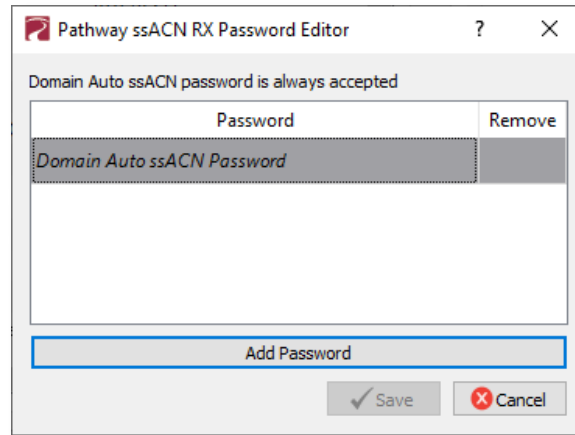 Pathway ssACN RX Password Editor ? ×
Domain Auto ssACN password is always accepted
Password Remove
Domain Auto ssACN Password
Add Password
Save Cancel